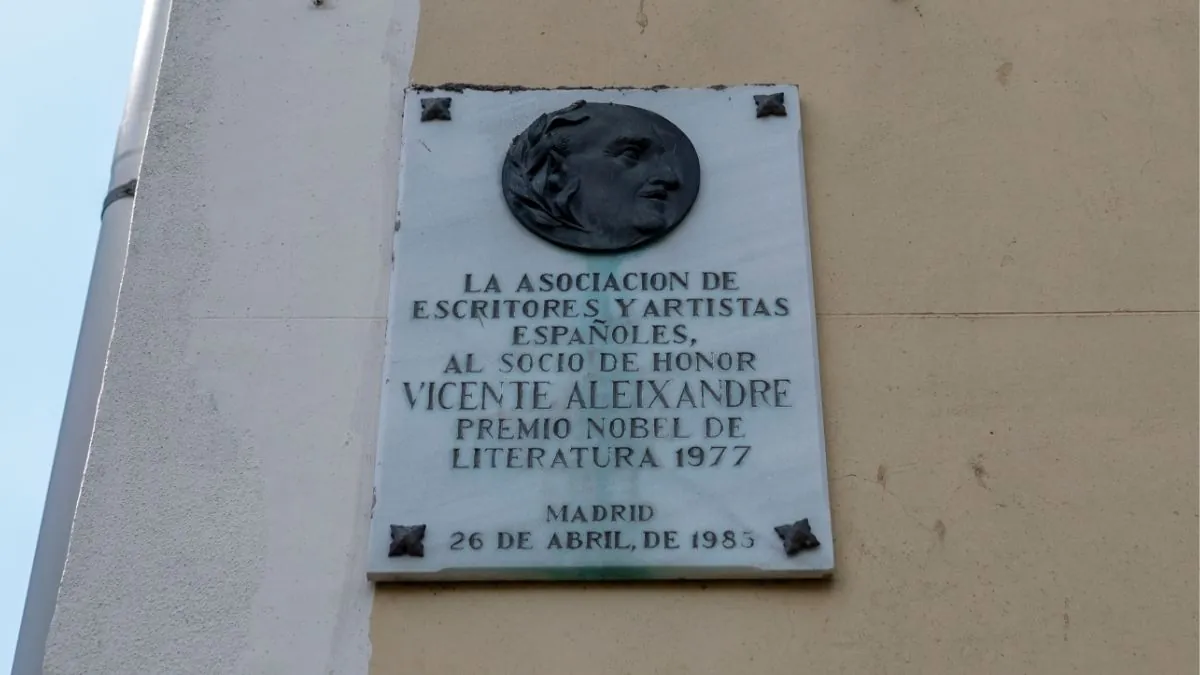 LA ASOCIACION DE
ESCRITORES Y ARTISTAS
ESPAÑOLES,
AL SOCIO DE HONOR
VICENTE ALEIXANDRE
PREMIO NOBEL DE
LITERATURA 1977
MADRID
26 DE ABRIL, DE 1985